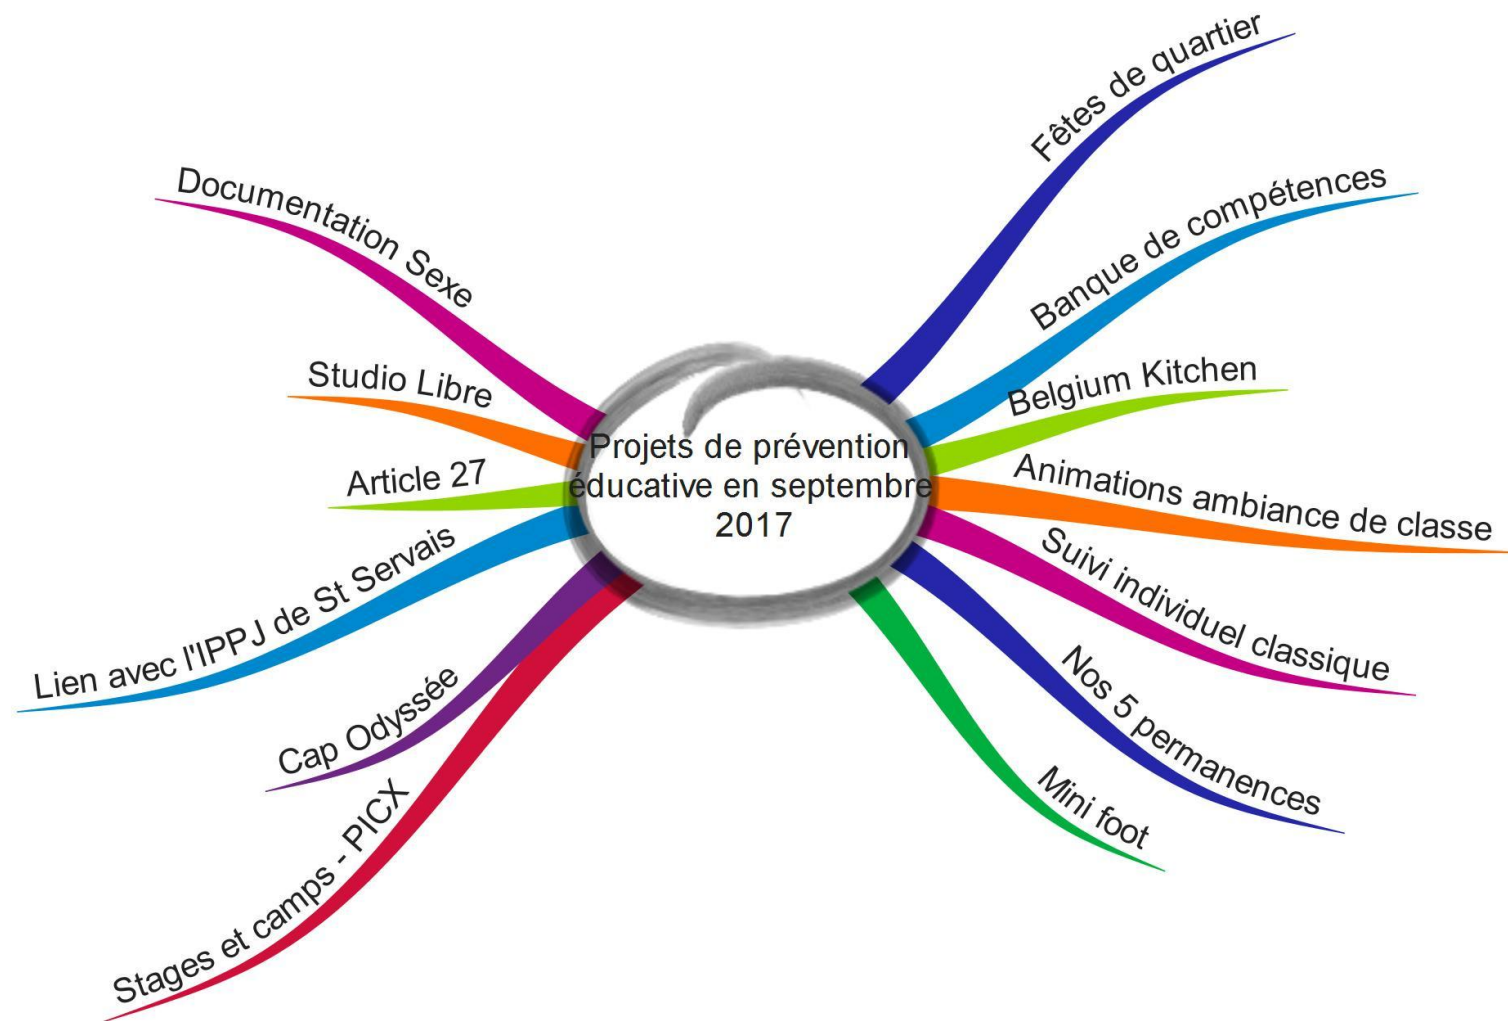 Projets de prévention
éducative en septembre
2017
Fêtes de quartier
Banque de compétences
Belgium Kitchen
Animations ambiance de classe
Suivi individuel classique
Nos 5 permanences
Mini foot
Stages et camps - PICX
Cap Odyssée
Lien avec l'IPPJ de St Servais
Article 27
Studio Libre
Documentation Sexe